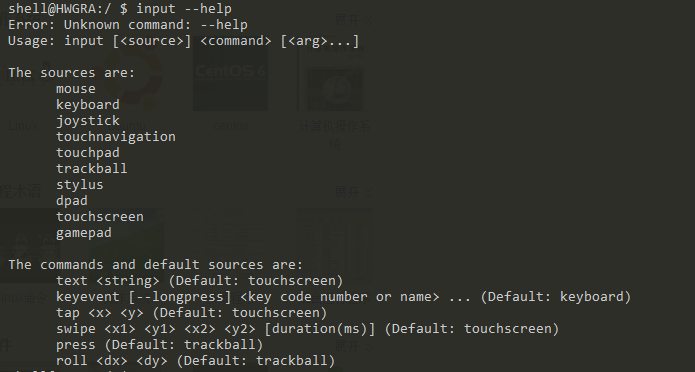 shell@HWGRA:/ $ input --help
Error: Unknown command: --help
Usage: input [<source>] <command> [<arg>...]
The sources are:
mouse
keyboard
joystick
touchnavigation
touchpad
trackball
stylus
dpad
touchscreen
gamepad
The commands and default sources are:
text <string> (Default: touchscreen)
keyevent [--longpress] <key code number or name> ... (Default: keyboard)
tap <x> <y> (Default: touchscreen)
swipe <x1> <y1> <x2> <y2> [duration(ms)] (Default: touchscreen)
press (Default: trackball)
roll <dx> <dy> (Default: trackball)